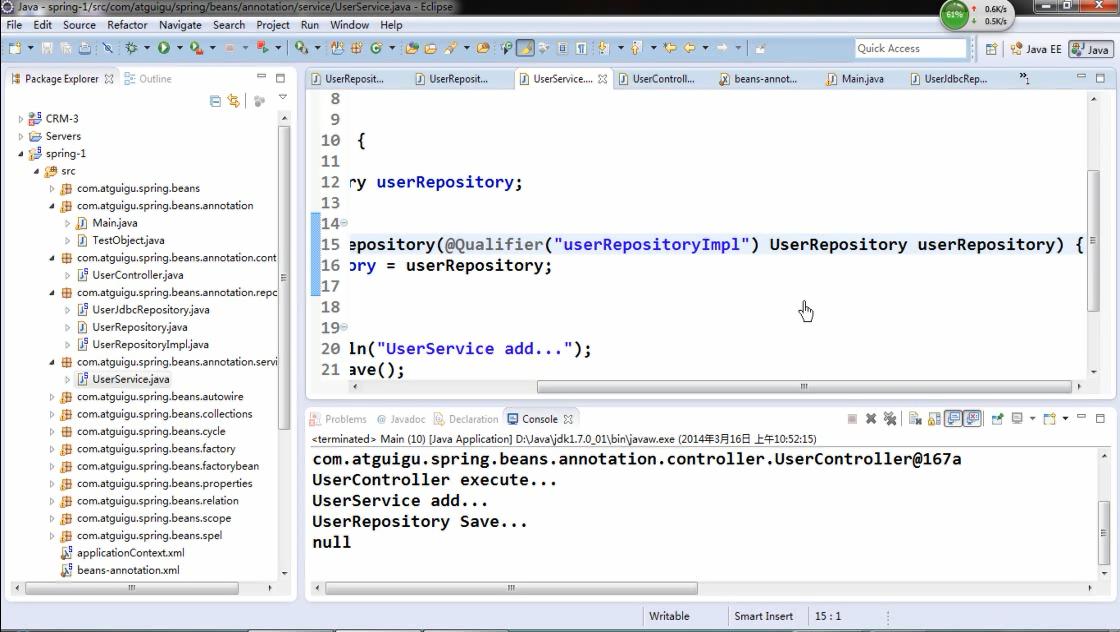 Java - spring-1/src/com/atguigu/spring/beans/annotation/service/UserService.java - Eclipse
61%
0.6K/s
0.5K/s
File Edit Source Refactor Navigate Search Project Run Window Help
Quick Access
Java EE
Java
Package Explorer
Outline
CRM-3
Servers
spring-1
src
com.atguigu.spring.beans
com.atguigu.spring.beans.annotation
Main.java
TestObject.java
com.atguigu.spring.beans.annotation.cont
UserController.java
com.atguigu.spring.beans.annotation.repo
UserJdbcRepository.java
UserRepository.java
UserRepositoryImpl.java
com.atguigu.spring.beans.annotation.servi
UserService.java
com.atguigu.spring.beans.autowire
com.atguigu.spring.beans.collections
com.atguigu.spring.beans.cycle
com.atguigu.spring.beans.factory
com.atguigu.spring.beans.factorybean
com.atguigu.spring.beans.properties
com.atguigu.spring.beans.relation
com.atguigu.spring.beans.scope
com.atguigu.spring.beans.spel
applicationContext.xml
beans-annotation.xml
UserReposit... UserReposit... UserService.... UserControll... beans-annot... Main.java UserJdbcRep... »1
8
9
10 {
11
12 ry userRepository;
13
14
15 epository(@Qualifier("userRepositoryImpl") UserRepository userRepository) {
16 ory = userRepository;
17
18
19
20 ln("UserService add...");
21 ave();
Problems @ Javadoc Declaration Console
<terminated> Main (10) [Java Application] D:\Java\jdk1.7.0_01\bin\javaw.exe (2014年3月16日 上午10:52:15)
com.atguigu.spring.beans.annotation.controller.UserController@167a
UserController execute...
UserService add...
UserRepository Save...
null
Writable
Smart Insert
15 : 1